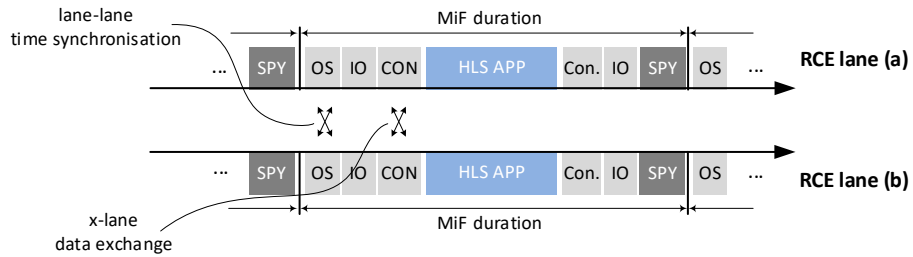 lane-lane
time synchronisation
MiF duration
... SPY OS IO CON HLS APP Con. IO SPY OS ...
RCE lane (a)
... SPY OS IO CON HLS APP Con. IO SPY OS ...
RCE lane (b)
x-lane
data exchange
MiF duration